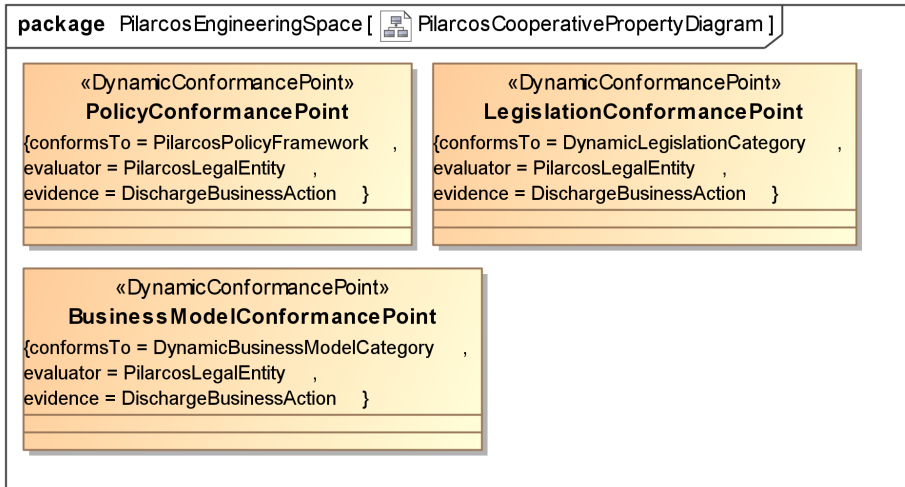 package PilarcosEngineeringSpace [ PilarcosCooperativePropertyDiagram ]
«DynamicConformancePoint»
PolicyConformancePoint
{conformsTo = PilarcosPolicyFramework ,
evaluator = PilarcosLegalEntity ,
evidence = DischargeBusinessAction }
«DynamicConformancePoint»
LegislationConformancePoint
{conformsTo = DynamicLegislationCategory ,
evaluator = PilarcosLegalEntity ,
evidence = DischargeBusinessAction }
«DynamicConformancePoint»
BusinessModelConformancePoint
{conformsTo = DynamicBusinessModelCategory ,
evaluator = PilarcosLegalEntity ,
evidence = DischargeBusinessAction }